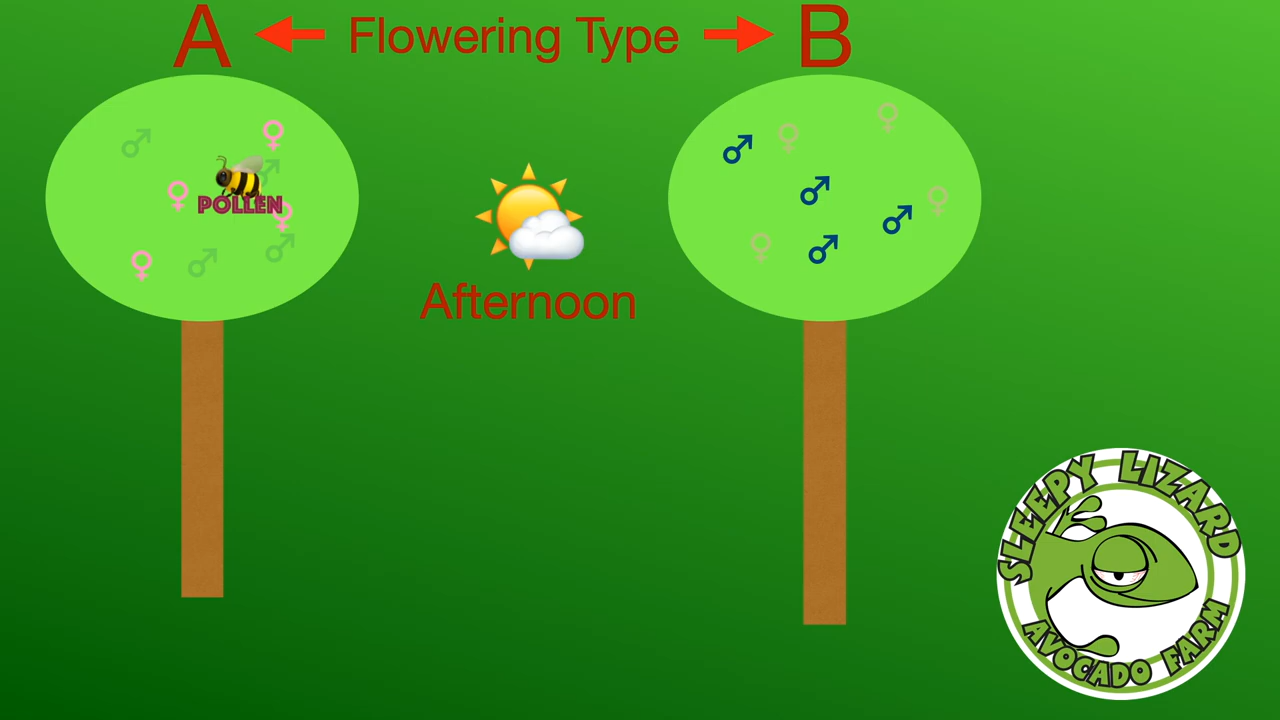 A Flowering Type B
POLLEN
Afternoon
SLEEPY LIZARD
AVOCADO FARM